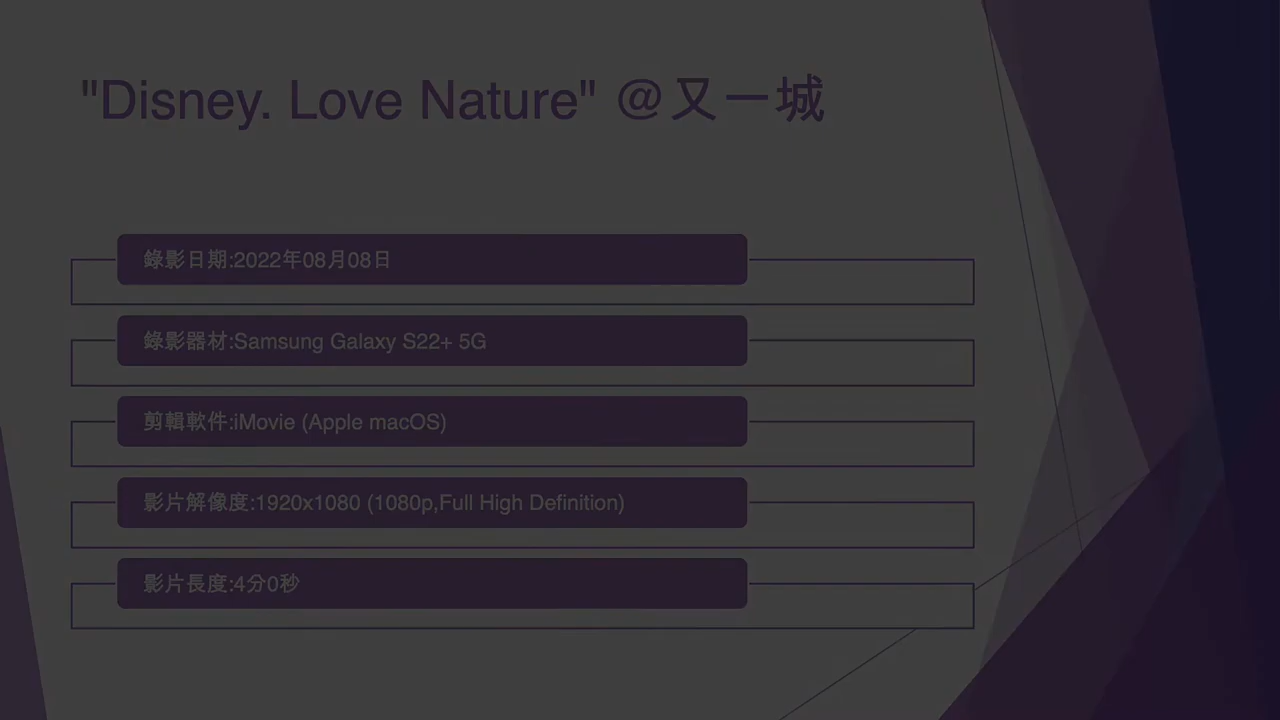 "Disney. Love Nature" @又一城
錄影日期:2022年08月08日
錄影器材:Samsung Galaxy S22+ 5G
剪輯軟件:iMovie (Apple macOS)
影片解像度:1920x1080 (1080p,Full High Definition)
影片長度:4分0秒